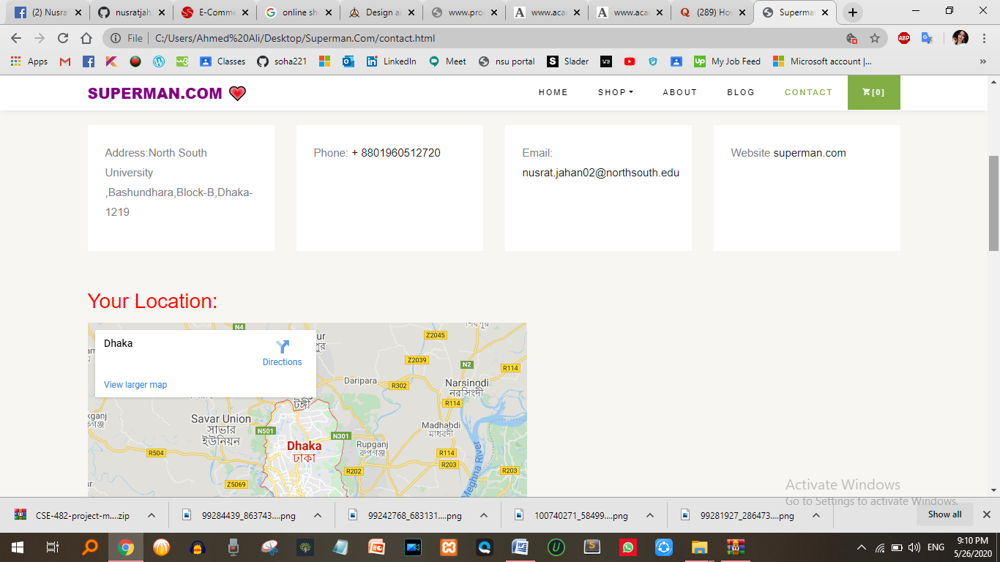 (2) Nusra
nusratjah
E-Comme
online sh
Design a
www.pro
www.aca
www.aca
(289) Ho
Superma
File C:/Users/Ahmed%20Ali/Desktop/Superman.Com/contact.html
ABP
Apps
Classes
soha221
LinkedIn
Meet
nsu portal
Slader
My Job Feed
Microsoft account |...
SUPERMAN.COM
HOME
SHOP
ABOUT
BLOG
CONTACT
[0]
Address:North South
University
,Bashundhara,Block-B,Dhaka-
1219
Phone: + 8801960512720
Email:
nusrat.jahan02@northsouth.edu
Website superman.com
Your Location:
Dhaka
Directions
View larger map
N4
Z2045
Z2039
N2
R114
Daripara
R302
Narsingdi
নরসিংদী
R114
টঙ্গী
Savar Union
সাভার
ইউনিয়ন
N501
Madhabdi
মাধবদী
N301
Rupganj
রুপগঞ্জ
Dhaka
ঢাকা
R504
R114
R203
R202
R203
Z5069
Meghna River
Activate Windows
Go to Settings to activate Windows.
CSE-482-project-m....zip
99284439_863743....png
99242768_683131....png
100740271_58499....png
99281927_286473....png
Show all
ENG
9:10 PM
5/26/2020